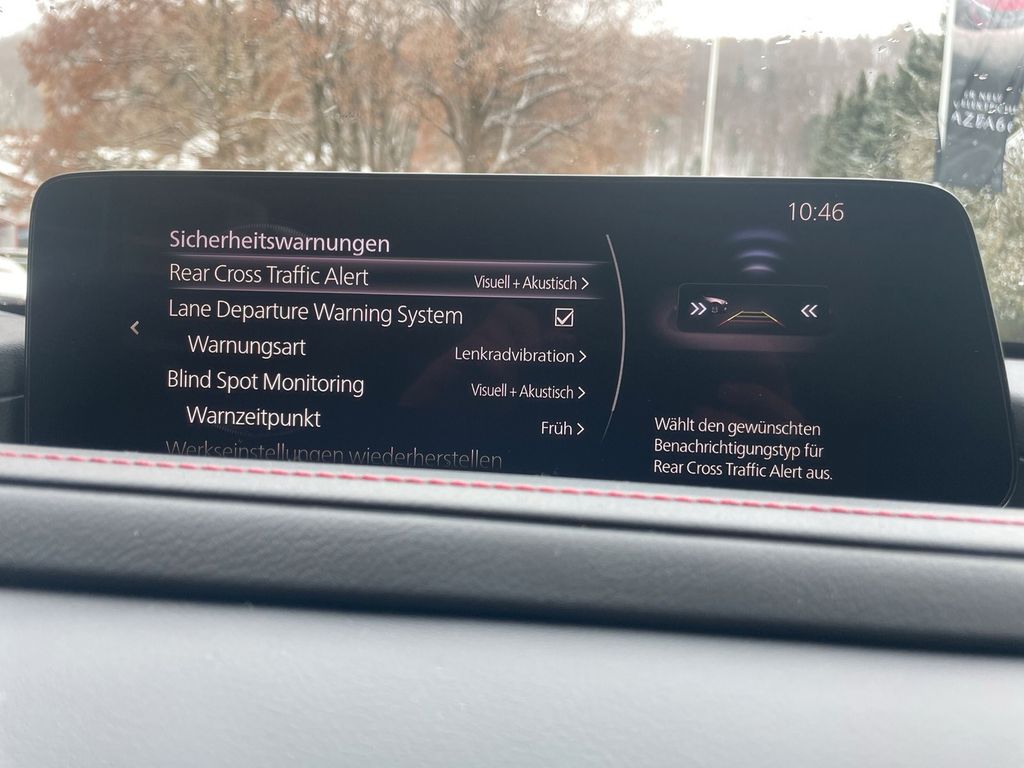 10:46
Sicherheitswarnungen
Rear Cross Traffic Alert Visuell + Akustisch
Lane Departure Warning System
Warnungsart Lenkradvibration
Blind Spot Monitoring Visuell + Akustisch
Warnzeitpunkt Früh
Werkseinstellungen wiederherstellen
Wählt den gewünschten
Benachrichtigungstyp für
Rear Cross Traffic Alert aus.